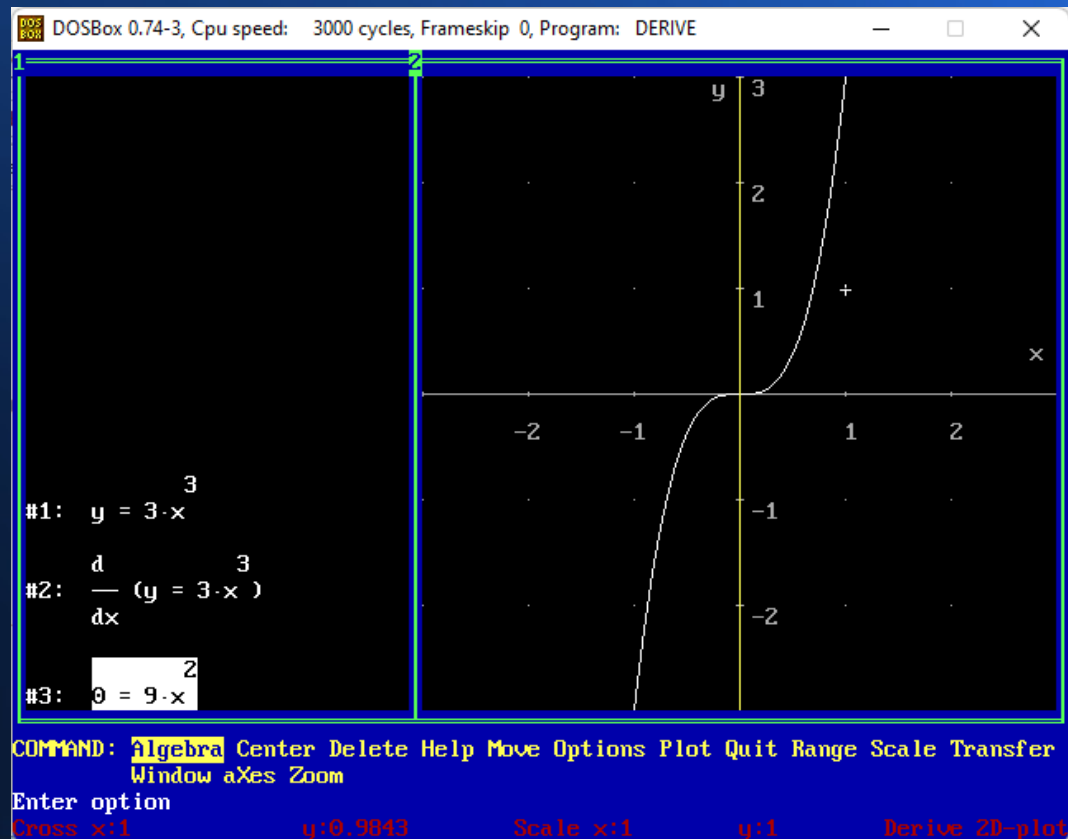 DOS BOX DOSBox 0.74-3, Cpu speed: 3000 cycles, Frameskip 0, Program: DERIVE
1 2
3
#1: y = 3·x
d 3
#2: — (y = 3·x )
dx
2
#3: 0 = 9·x
y 3
2
1
x
-2 -1 1 2
-1
-2
COMMAND: Algebra Center Delete Help Move Options Plot Quit Range Scale Transfer
Window aXes Zoom
Enter option
Cross x:1 y:0.9843 Scale x:1 y:1 Derive 2D-plot